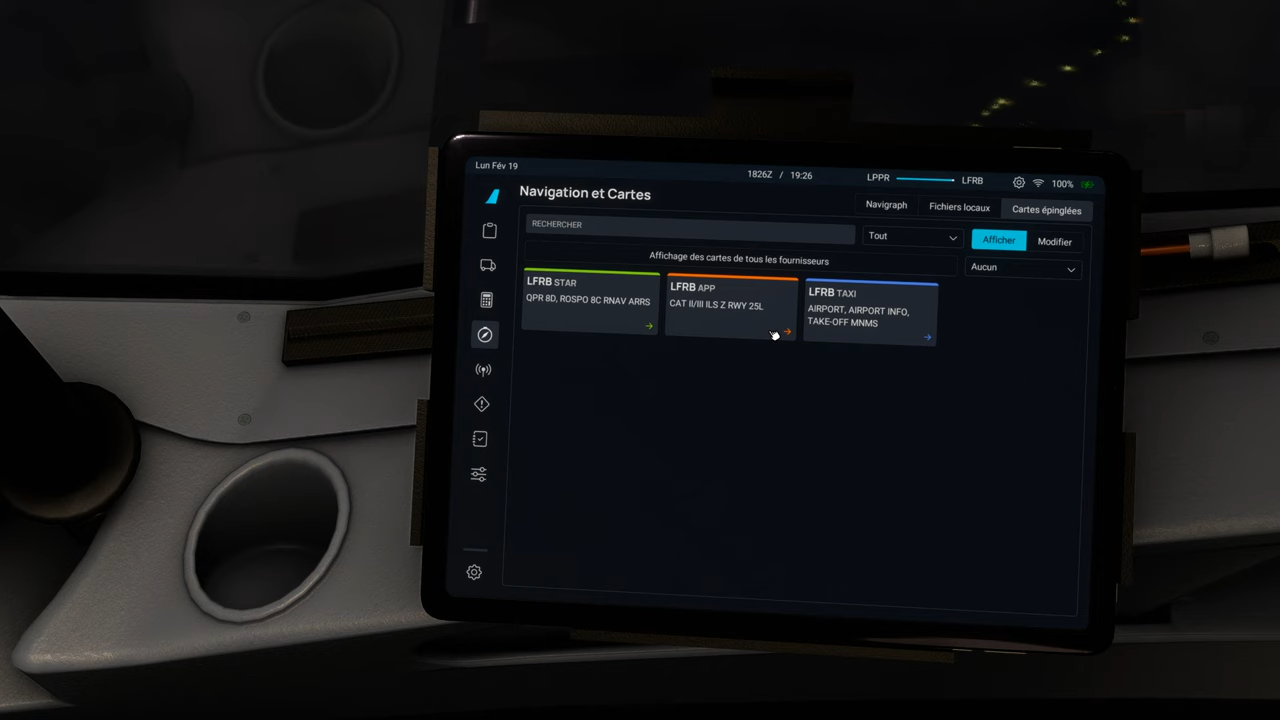 Lun Fév 19
1826Z / 19:26
LPPR LFRB
100%
Navigation et Cartes
Navigraph
Fichiers locaux
Cartes épinglées
RECHERCHER
Tout
Afficher
Modifier
Affichage des cartes de tous les fournisseurs
Aucun
LFRB STAR
QPR 8D, ROSPO 8C RNAV ARRS
LFRB APP
CAT II/III ILS Z RWY 25L
LFRB TAXI
AIRPORT, AIRPORT INFO,
TAKE-OFF MNMS